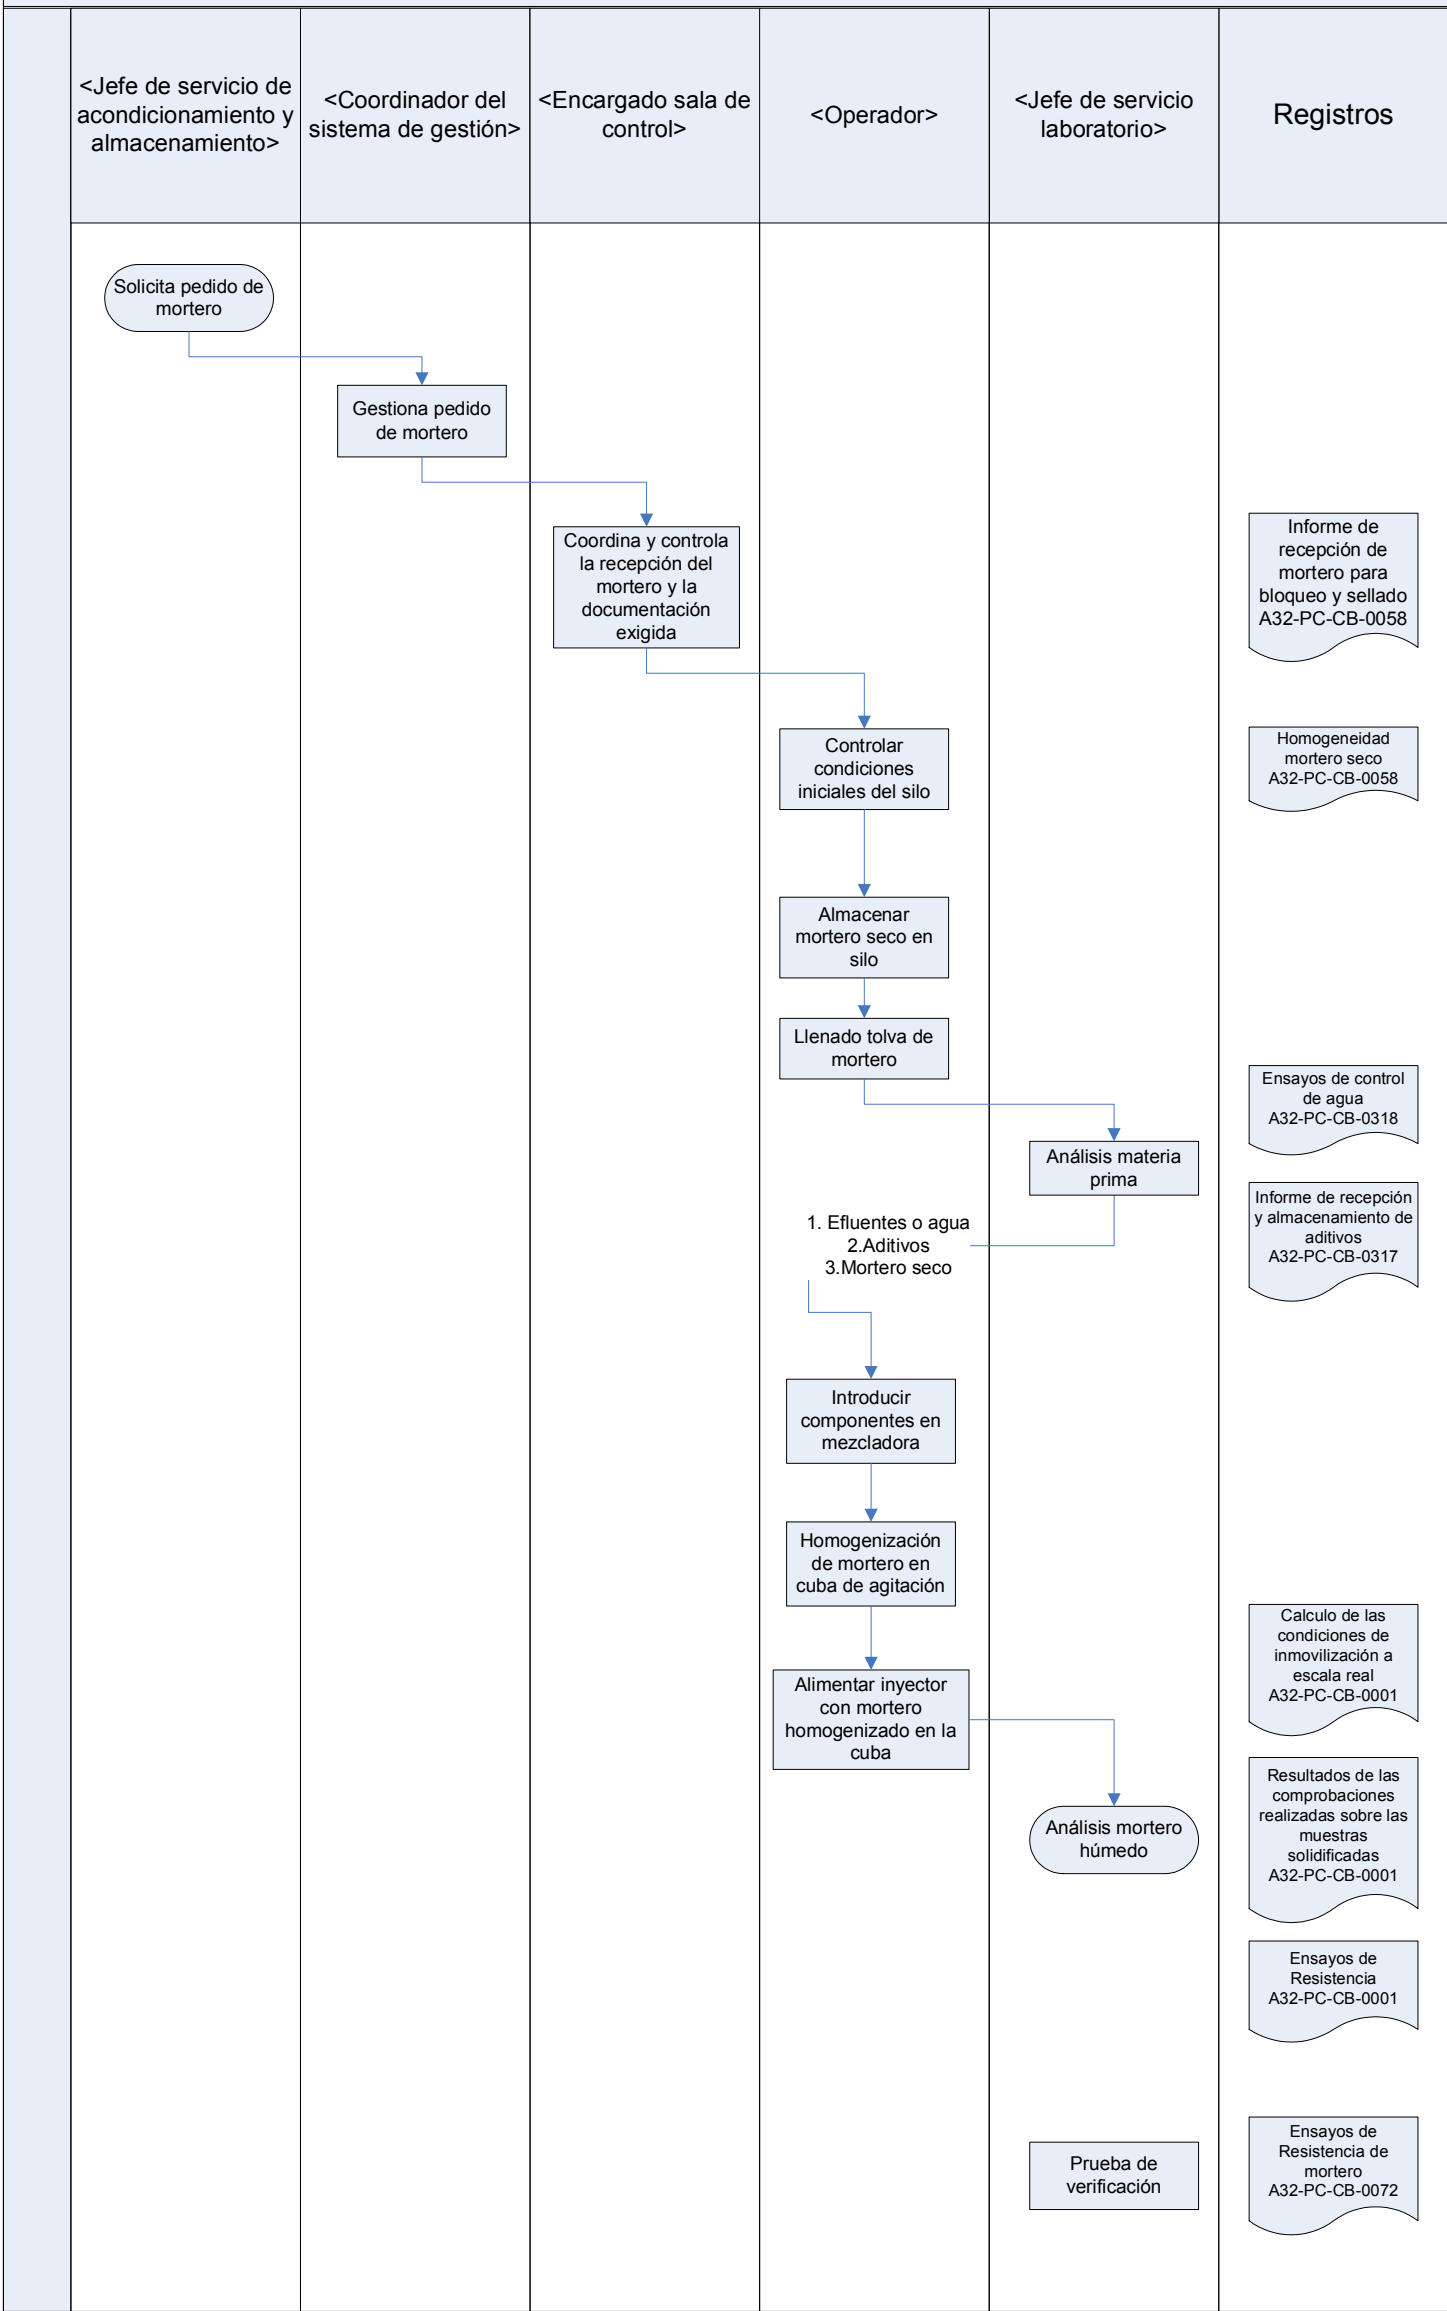 <Jefe de servicio de
acondicionamiento y
almacenamiento>
<Coordinador del
sistema de gestión>
<Encargado sala de
control>
<Operador>
<Jefe de servicio
laboratorio>
Registros
Solicita pedido de
mortero
Gestiona pedido
de mortero
Coordina y controla
la recepción del
mortero y la
documentación
exigida
Informe de
recepción de
mortero para
bloqueo y sellado
A32-PC-CB-0058
Controlar
condiciones
iniciales del silo
Homogeneidad
mortero seco
A32-PC-CB-0058
Almacenar
mortero seco en
silo
Llenado tolva de
mortero
Ensayos de control
de agua
A32-PC-CB-0318
Análisis materia
prima
Informe de recepción
y almacenamiento de
aditivos
A32-PC-CB-0317
1. Efluentes o agua
2.Aditivos
3.Mortero seco
Introducir
componentes en
mezcladora
Homogenización
de mortero en
cuba de agitación
Calculo de las
condiciones de
inmovilización a
escala real
A32-PC-CB-0001
Alimentar inyector
con mortero
homogenizado en la
cuba
Resultados de las
comprobaciones
realizadas sobre las
muestras
solidificadas
A32-PC-CB-0001
Análisis mortero
húmedo
Ensayos de
Resistencia
A32-PC-CB-0001
Prueba de
verificación
Ensayos de
Resistencia de
mortero
A32-PC-CB-0072